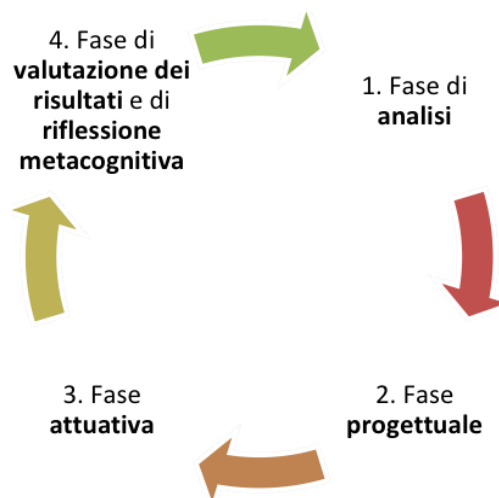 1. Fase di
analisi
2. Fase
progettuale
3. Fase
attuativa
4. Fase di
valutazione dei
risultati e di
riflessione
metacognitiva